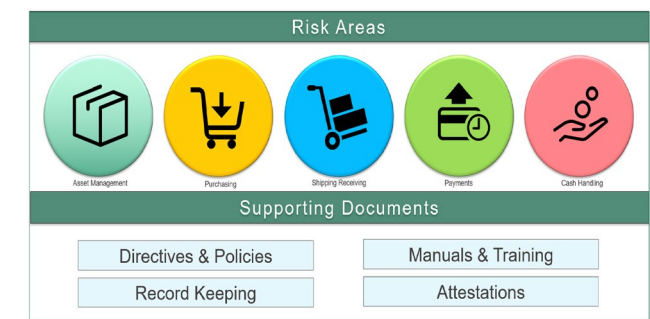 Risk Areas
Asset Management
Purchasing
Shipping Receiving
Payments
Cash Handling
Supporting Documents
Directives & Policies
Manuals & Training
Record Keeping
Attestations